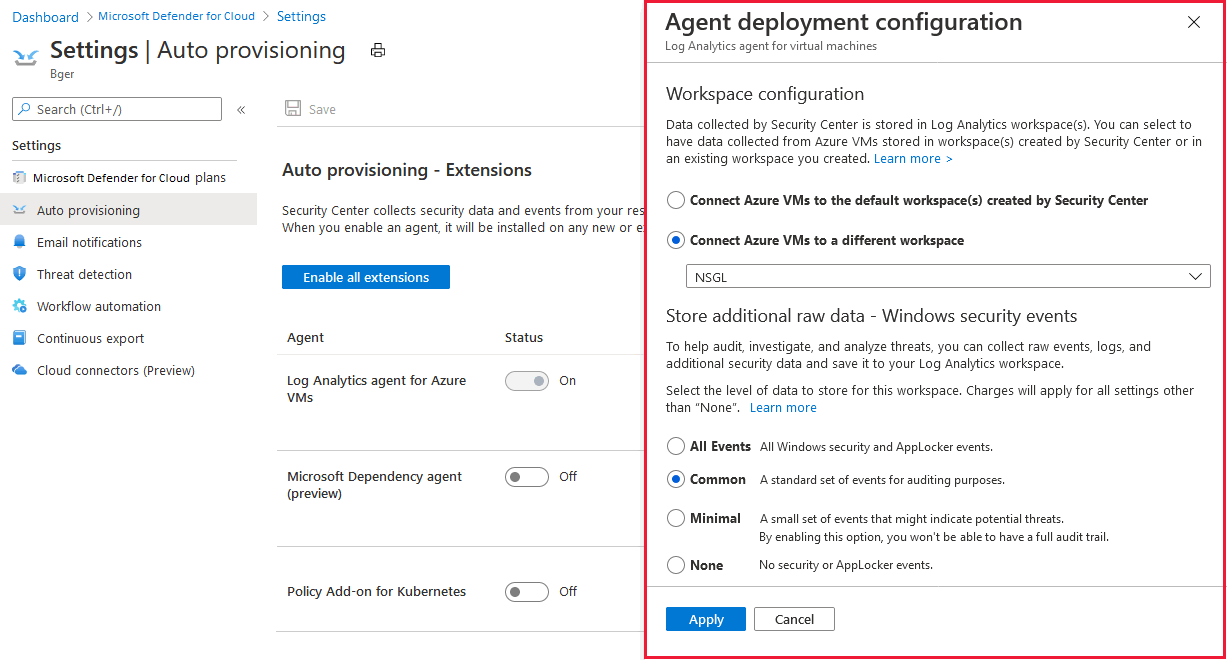 Dashboard > Microsoft Defender for Cloud > Settings
Settings | Auto provisioning
Bger
Search (Ctrl+/)
«
Settings
Microsoft Defender for Cloud plans
Auto provisioning
Email notifications
Threat detection
Workflow automation
Continuous export
Cloud connectors (Preview)
Save
Auto provisioning - Extensions
Security Center collects security data and events from your res
When you enable an agent, it will be installed on any new or e
Enable all extensions
Agent Status
Log Analytics agent for Azure
VMs
On
Microsoft Dependency agent
(preview)
Off
Policy Add-on for Kubernetes
Off
Agent deployment configuration
Log Analytics agent for virtual machines
Workspace configuration
Data collected by Security Center is stored in Log Analytics workspace(s). You can select to
have data collected from Azure VMs stored in workspace(s) created by Security Center or in
an existing workspace you created. Learn more >
Connect Azure VMs to the default workspace(s) created by Security Center
Connect Azure VMs to a different workspace
NSGL
Store additional raw data - Windows security events
To help audit, investigate, and analyze threats, you can collect raw events, logs, and
additional security data and save it to your Log Analytics workspace.
Select the level of data to store for this workspace. Charges will apply for all settings other
than “None”. Learn more
All Events All Windows security and AppLocker events.
Common A standard set of events for auditing purposes.
Minimal A small set of events that might indicate potential threats.
By enabling this option, you won't be able to have a full audit trail.
None No security or AppLocker events.
Apply Cancel